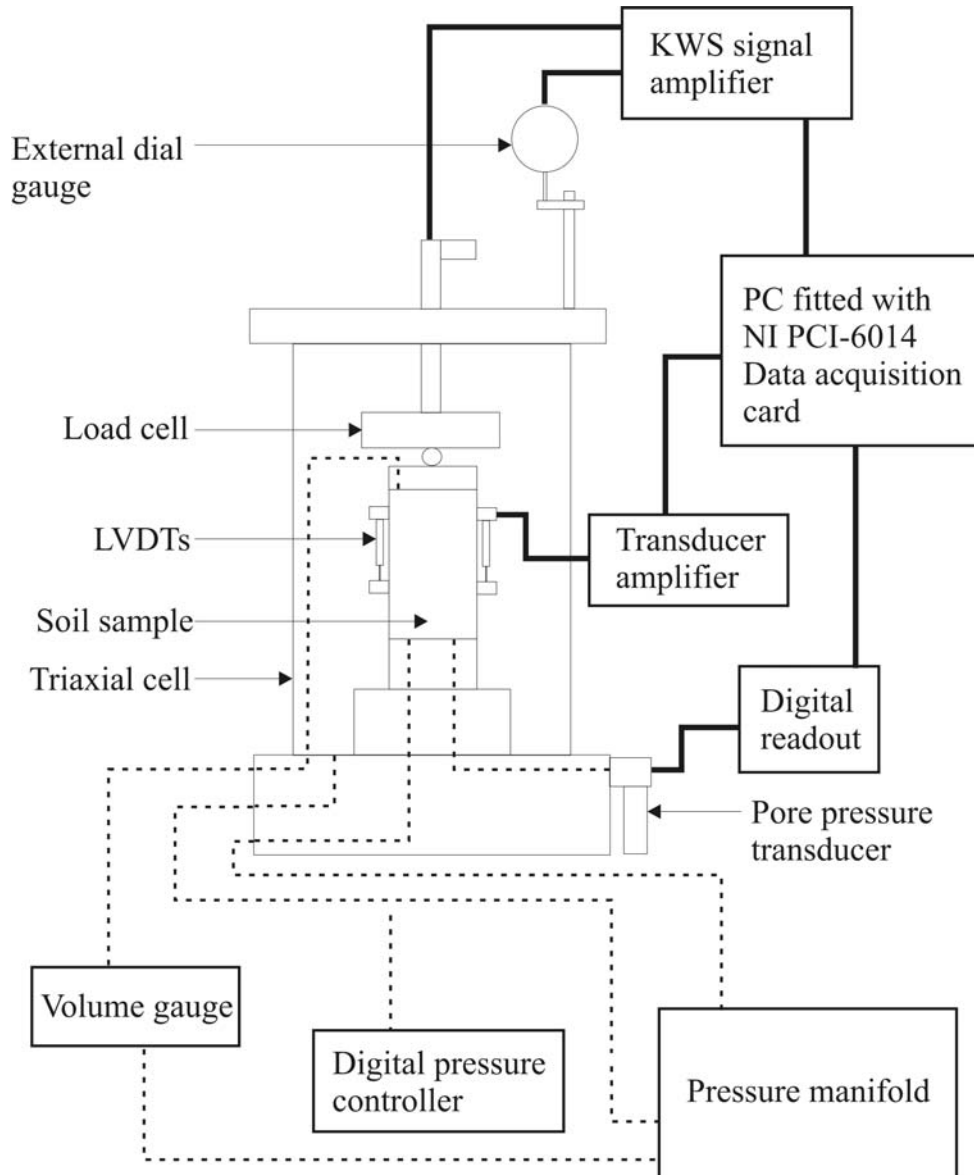 KWS signal
amplifier
External dial
gauge
PC fitted with
NI PCI-6014
Data acquisition
card
Load cell
LVDTs
Transducer
amplifier
Soil sample
Triaxial cell
Digital
readout
Pore pressure
transducer
Volume gauge
Digital pressure
controller
Pressure manifold